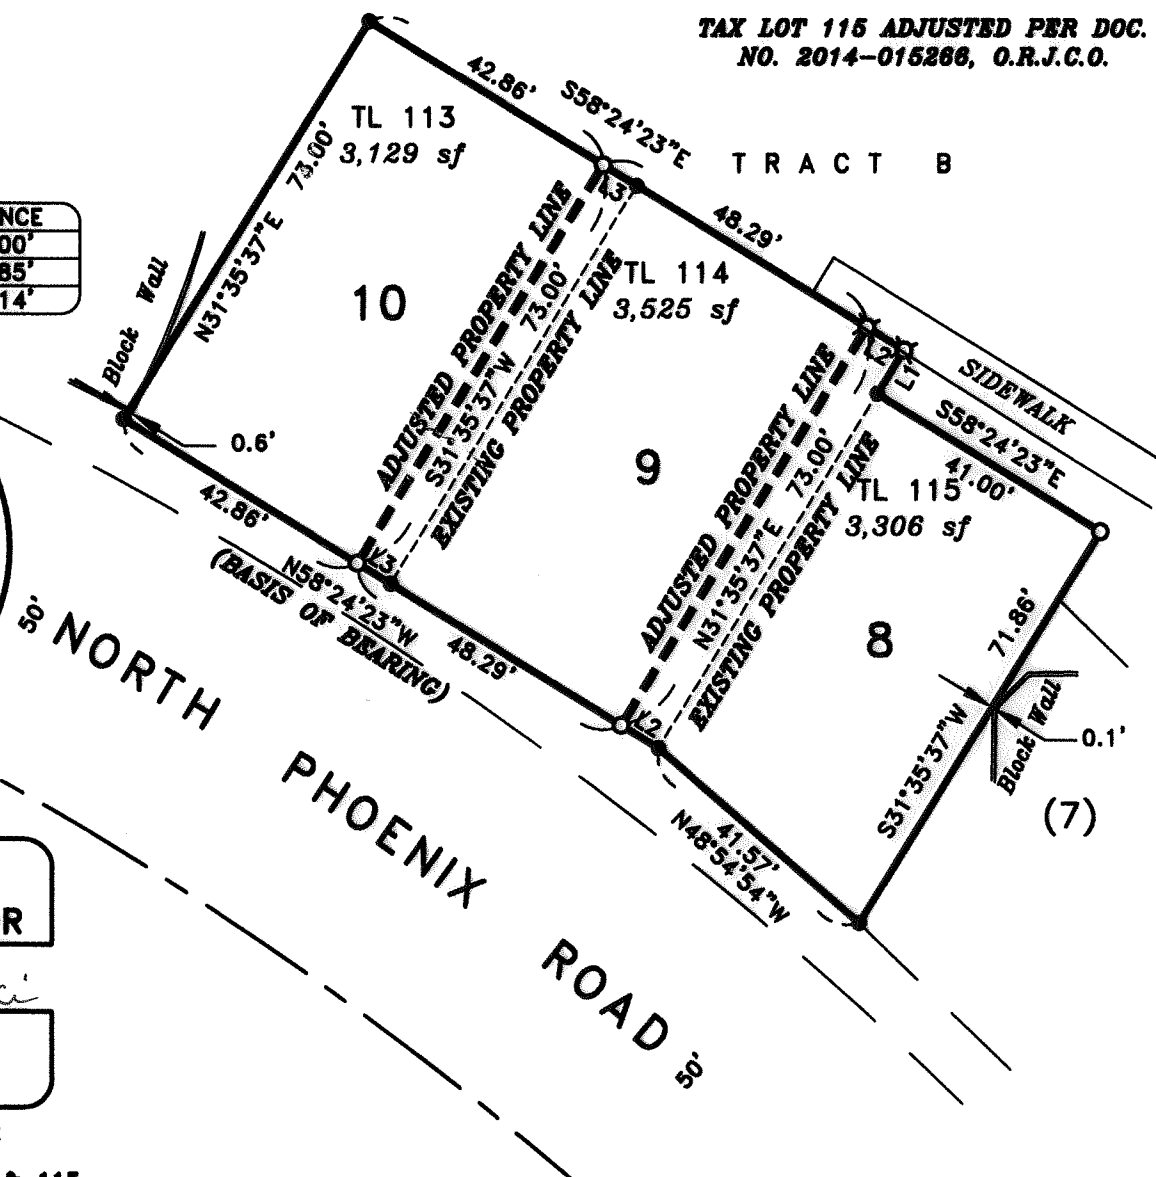 TAX LOT 115 ADJUSTED PER DOC.
NO. 2014-015266, O.R.J.C.O.
42.86'
S58°24'23"E
TL 113
3,129 sf
TRACT B
73.00'
N31°35'37"E
NCE
00'
85'
14'
Block Wall
10
L3
48.29'
ADJUSTED PROPERTY LINE
73.00'
S31°35'37"W
EXISTING PROPERTY LINE
TL 114
3,525 sf
L2
L1
SIDEWALK
S58°24'23"E
41.00'
0.6'
9
ADJUSTED PROPERTY LINE
73.00'
N31°35'37"E
EXISTING PROPERTY LINE
TL 115
3,306 sf
42.86'
L3
N58°24'23"W
(BASIS OF BEARING)
48.29'
8
71.86'
S31°35'37"W
Block Wall
0.1'
(7)
L2
41.57'
N48°54'54"W
50'
NORTH PHOENIX ROAD
50'
R
115